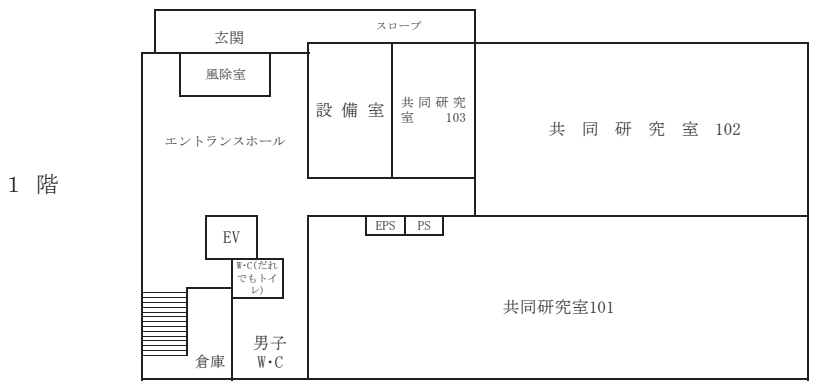 スロープ
玄関
風除室
設備室
共同研究
室 103
共同研究室 102
エントランスホール
1 階
EV
EPS
PS
W･C(だれ
でもトイ
レ)
共同研究室101
男子
W･C
倉庫